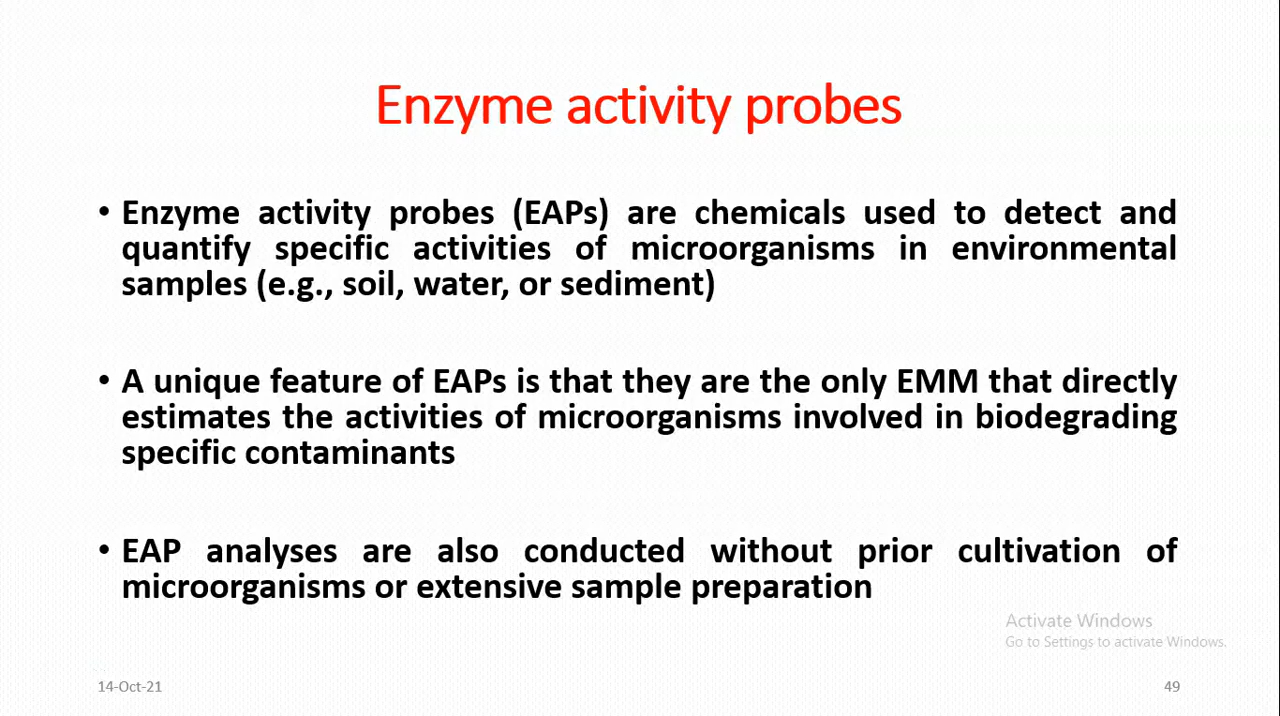 Enzyme activity probes
• Enzyme activity probes (EAPs) are chemicals used to detect and
quantify specific activities of microorganisms in environmental
samples (e.g., soil, water, or sediment)
• A unique feature of EAPs is that they are the only EMM that directly
estimates the activities of microorganisms involved in biodegrading
specific contaminants
• EAP analyses are also conducted without prior cultivation of
microorganisms or extensive sample preparation
Activate Windows
Go to Settings to activate Windows.
14-Oct-21
49